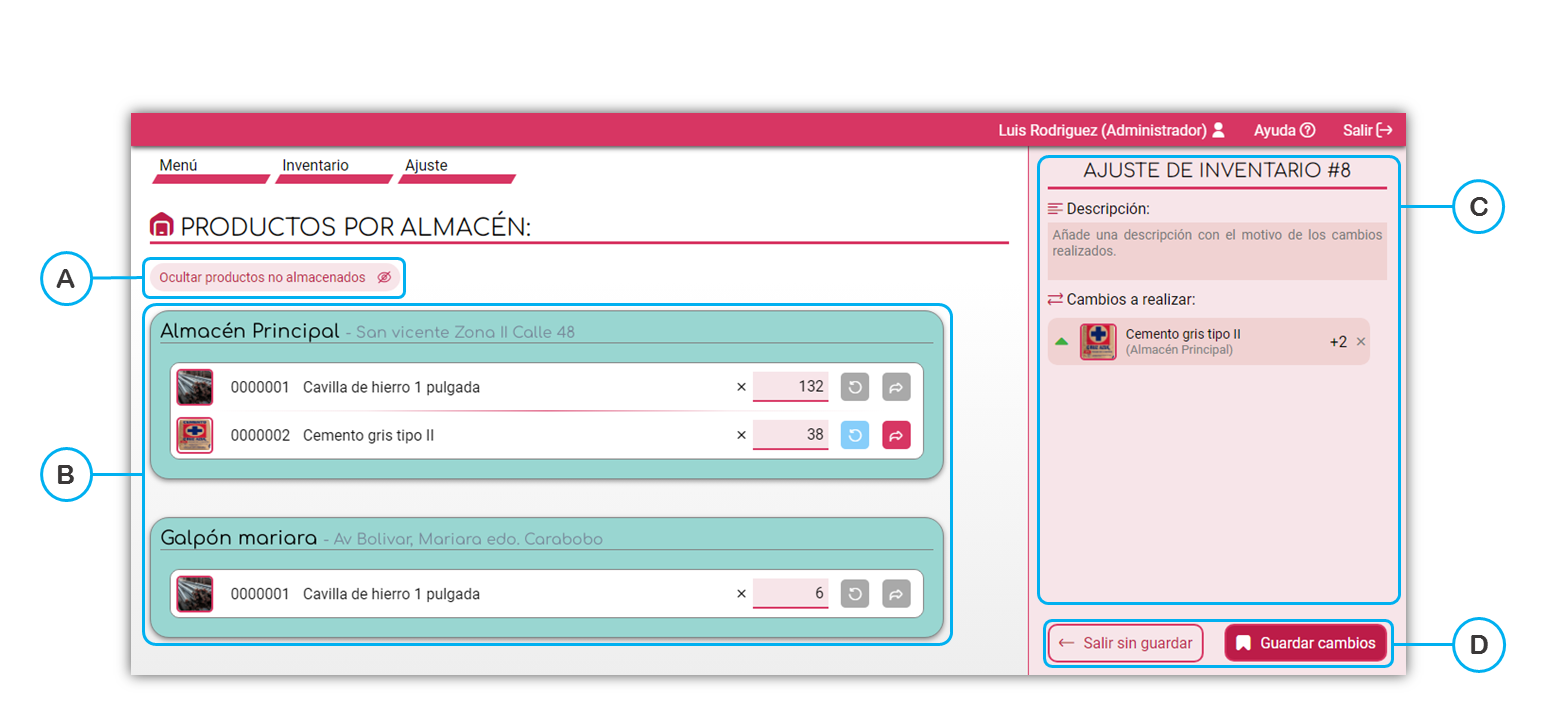 Luis Rodriguez (Administrador) Ayuda Salir
Menú Inventario Ajuste
PRODUCTOS POR ALMACÉN:
A
Ocultar productos no almacenados
B
Almacén Principal - San vicente Zona II Calle 48
0000001 Cavilla de hierro 1 pulgada × 132
0000002 Cemento gris tipo II × 38
Galpón mariara - Av Bolivar, Mariara edo. Carabobo
0000001 Cavilla de hierro 1 pulgada × 6
AJUSTE DE INVENTARIO #8
C
Descripción:
Añade una descripción con el motivo de los cambios
realizados.
Cambios a realizar:
Cemento gris tipo II
(Almacén Principal)
+2 ×
Salir sin guardar Guardar cambios
D